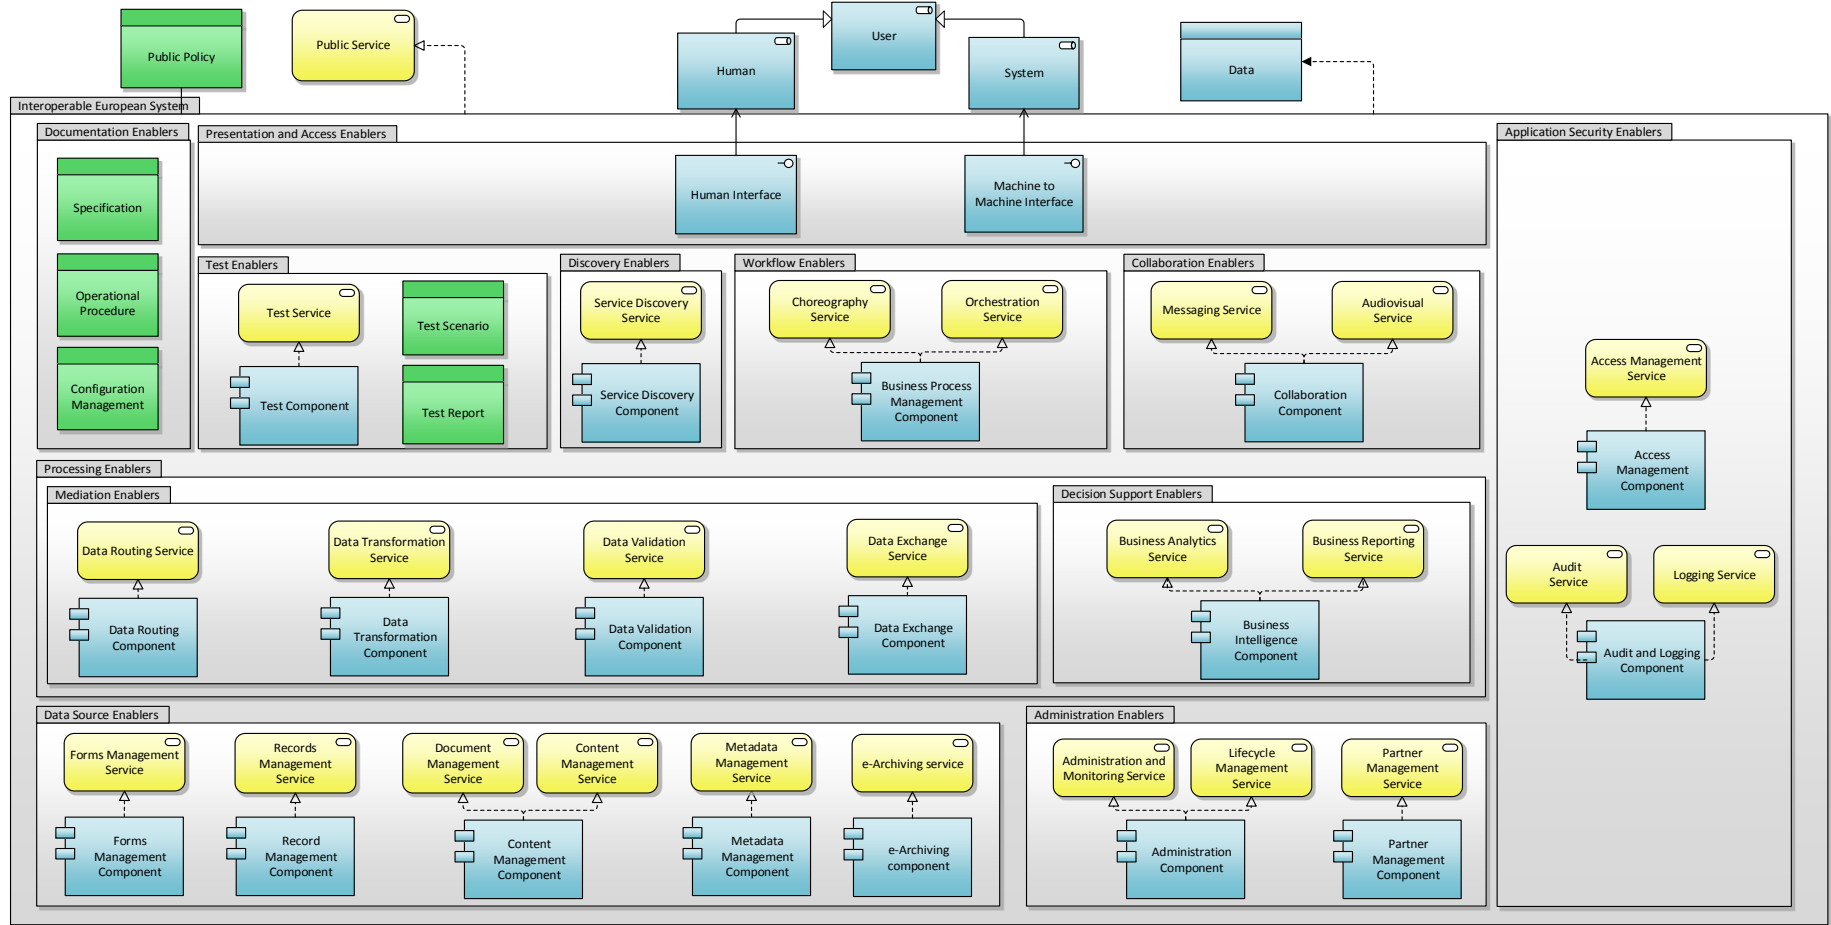 Public Policy
Public Service
Human
User
System
Data
Interoperable European System
Documentation Enablers
Specification
Operational
Procedure
Configuration
Management
Presentation and Access Enablers
Human Interface
Machine to
Machine Interface
Test Enablers
Test Service
Test Component
Test Scenario
Test Report
Discovery Enablers
Service Discovery
Service
Service Discovery
Component
Workflow Enablers
Choreography
Service
Orchestration
Service
Business Process
Management
Component
Collaboration Enablers
Messaging Service
Audiovisual
Service
Collaboration
Component
Application Security Enablers
Access Management
Service
Access
Management
Component
Audit
Service
Logging Service
Audit and Logging
Component
Processing Enablers
Mediation Enablers
Data Routing Service
Data Routing
Component
Data Transformation
Service
Data
Transformation
Component
Data Validation
Service
Data Validation
Component
Data Exchange
Service
Data Exchange
Component
Decision Support Enablers
Business Analytics
Service
Business Reporting
Service
Business
Intelligence
Component
Data Source Enablers
Forms Management
Service
Forms
Management
Component
Records
Management
Service
Record
Management
Component
Document
Management
Service
Content
Management
Service
Content
Management
Component
Metadata
Management
Service
Metadata
Management
Component
e-Archiving service
e-Archiving
component
Administration Enablers
Administration and
Monitoring Service
Lifecycle
Management
Service
Administration
Component
Partner
Management
Service
Partner
Management
Component